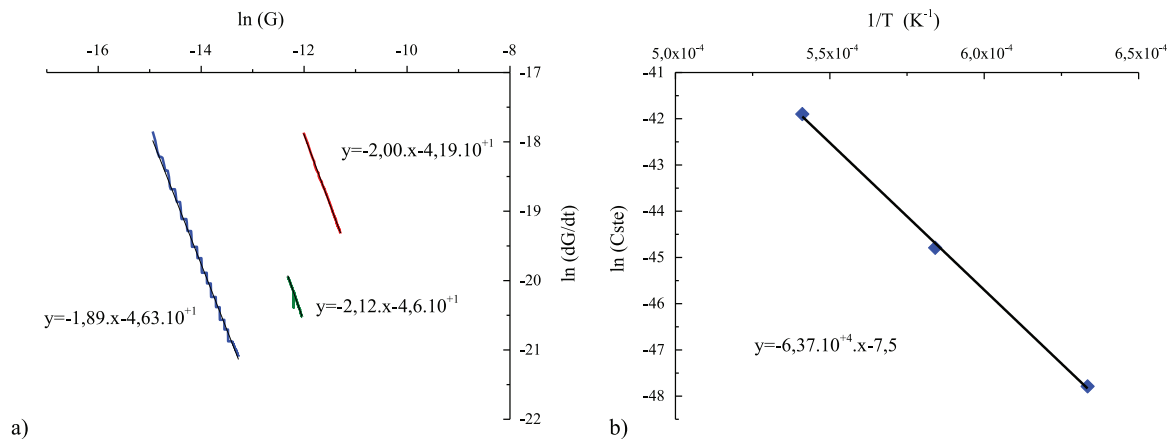 ln (G)
-16 -14 -12 -10 -8
-17
-18
-19
-20
-21
-22
ln (dG/dt)
y=-2,00.x-4,19.10+1
y=-2,12.x-4,6.10+1
y=-1,89.x-4,63.10+1
a)
1/T (K-1)
5,0x10-4 5,5x10-4 6,0x10-4 6,5x10-4
-41
-42
-43
-44
-45
-46
-47
-48
ln (Cste)
y=-6,37.10+4.x-7,5
b)